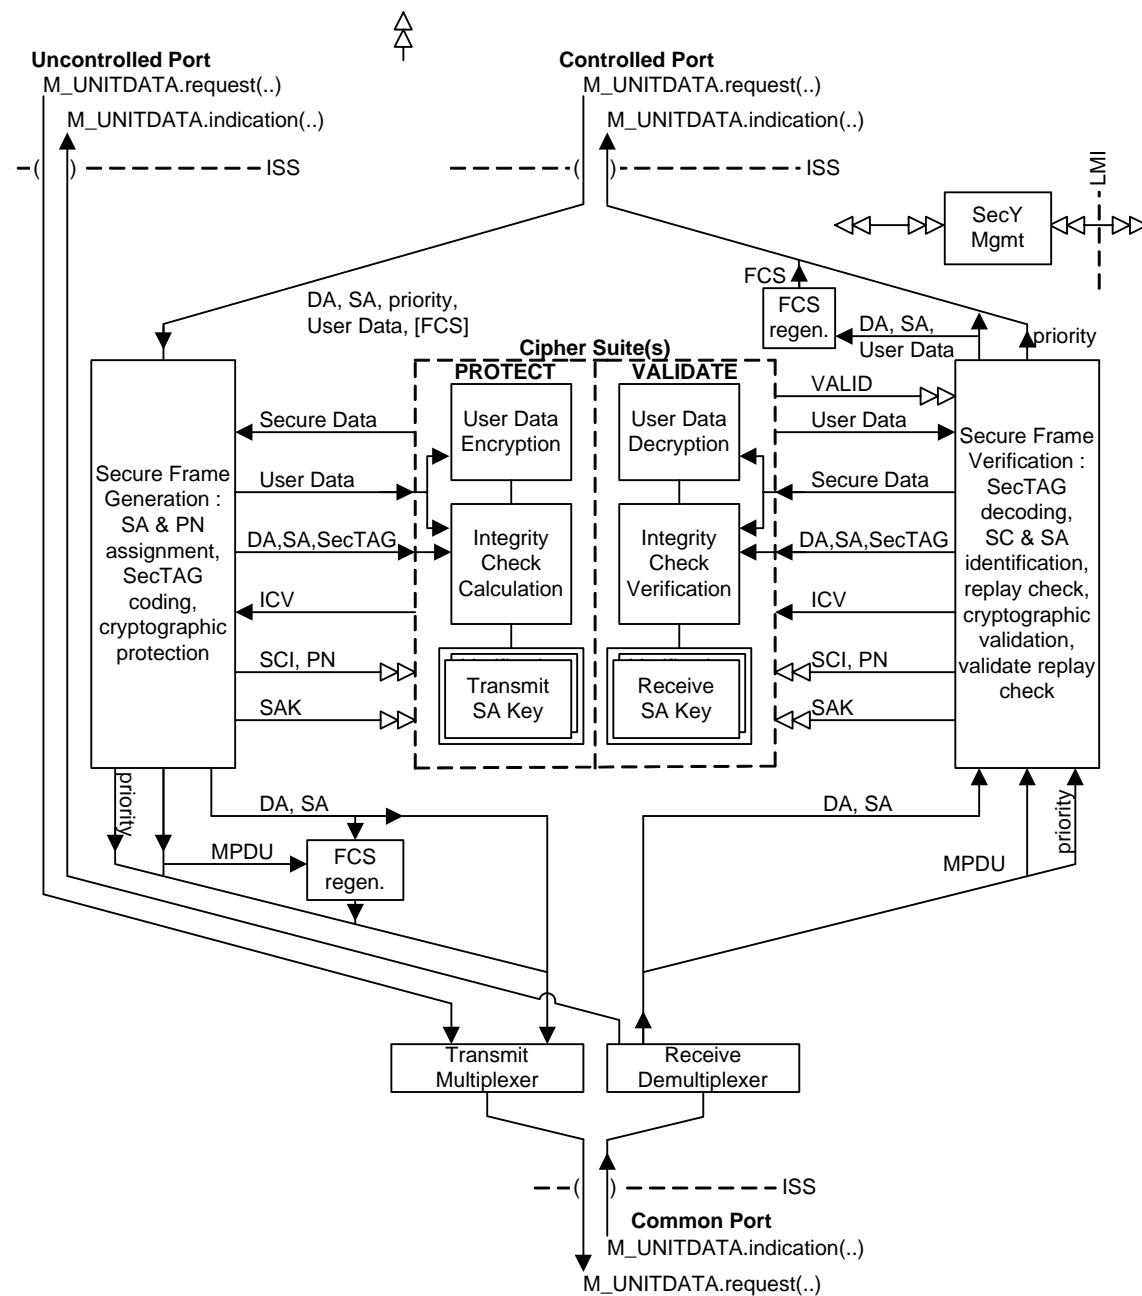 Uncontrolled Port
M_UNITDATA.request(..)
M_UNITDATA.indication(..)
( )
ISS
Controlled Port
M_UNITDATA.request(..)
M_UNITDATA.indication(..)
( )
ISS
LMI
SecY
Mgmt
DA, SA, priority,
User Data, [FCS]
FCS
FCS
regen.
DA, SA,
User Data
priority
Cipher Suite(s)
PROTECT
VALIDATE
Secure Frame
Generation :
SA & PN
assignment,
SecTAG
coding,
cryptographic
protection
Secure Data
User Data
DA,SA,SecTAG
ICV
SCI, PN
SAK
User Data
Encryption
Integrity
Check
Calculation
Transmit
SA Key
User Data
Decryption
Integrity
Check
Verification
Receive
SA Key
VALID
User Data
Secure Data
DA,SA,SecTAG
ICV
SCI, PN
SAK
Secure Frame
Verification :
SecTAG
decoding,
SC & SA
identification,
replay check,
cryptographic
validation,
validate replay
check
priority
DA, SA
MPDU
FCS
regen.
DA, SA
MPDU
priority
Transmit
Multiplexer
Receive
Demultiplexer
( )
ISS
Common Port
M_UNITDATA.indication(..)
M_UNITDATA.request(..)